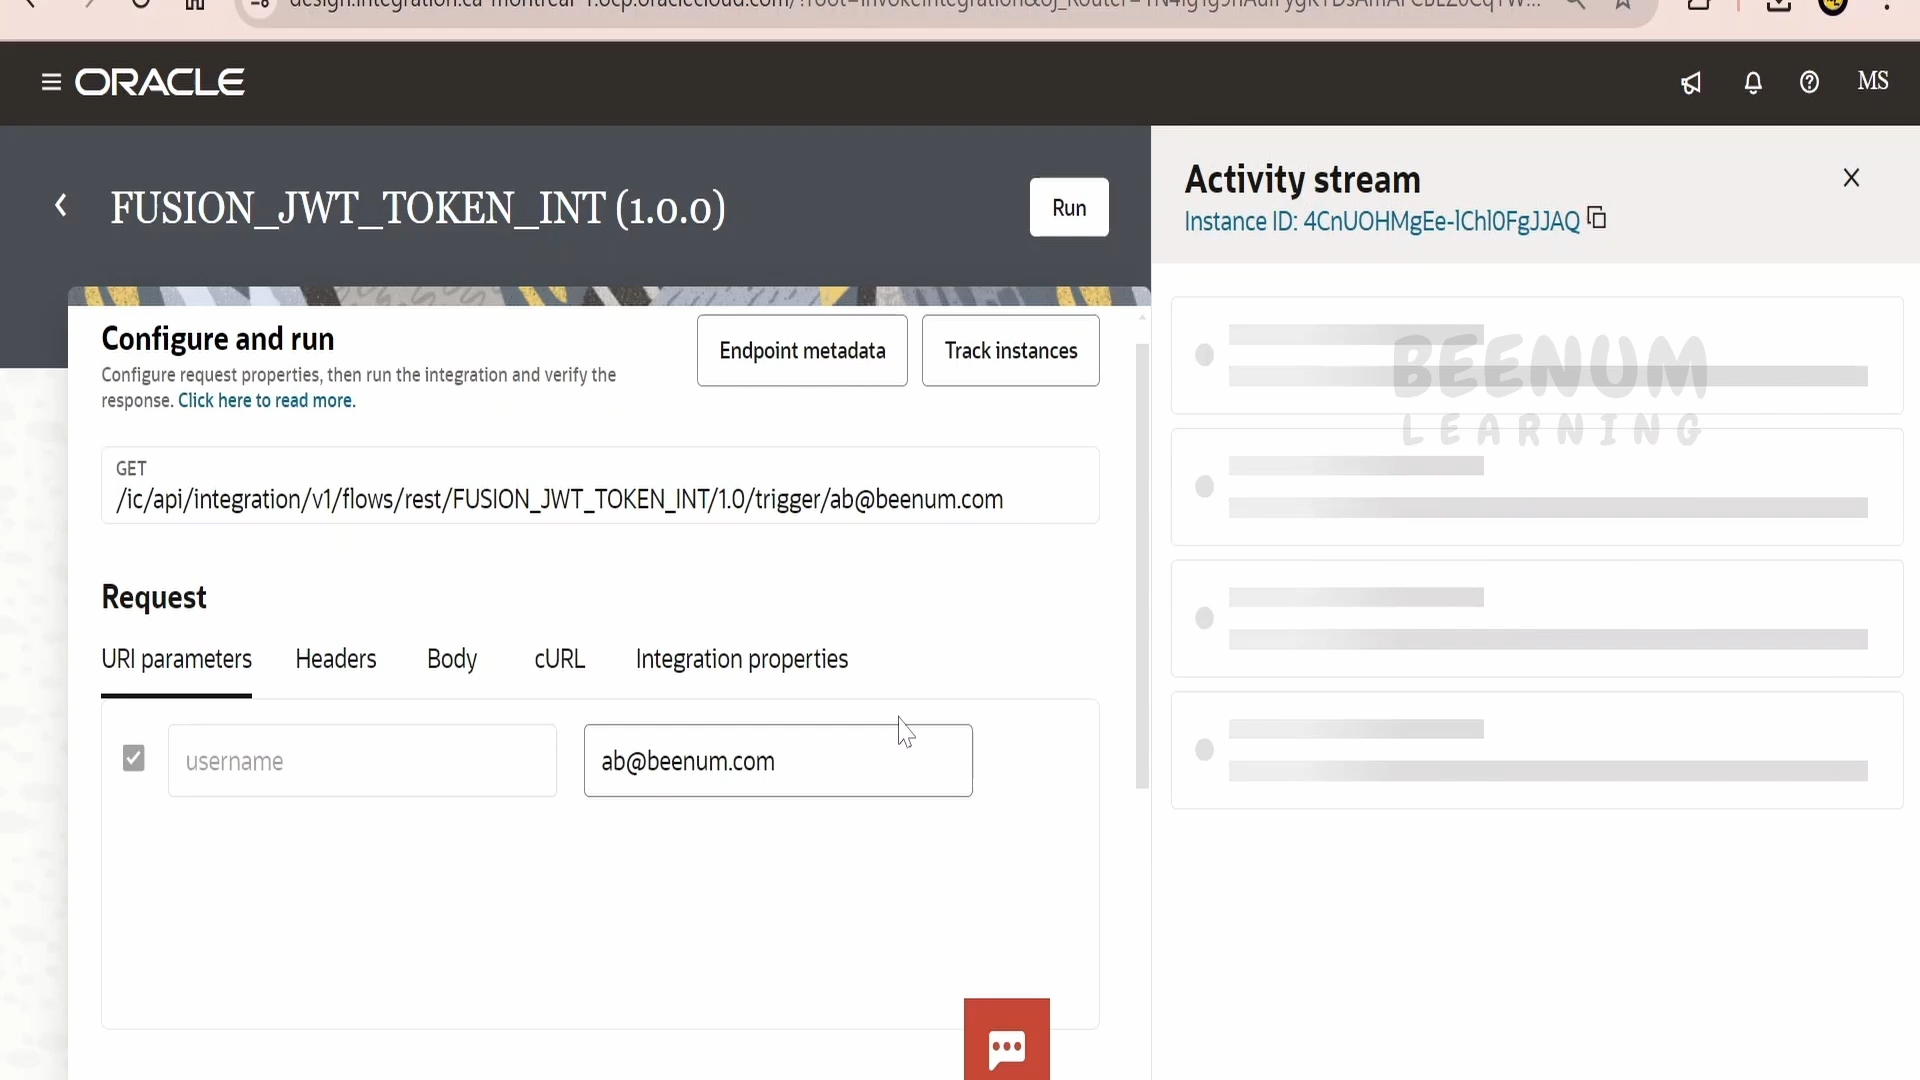 ORACLE
MS
FUSION_JWT_TOKEN_INT (1.0.0)
Run
Activity stream
Instance ID: 4CnUOHMgEe-lChl0FgJJAQ
Configure and run
Configure request properties, then run the integration and verify the
response. Click here to read more.
Endpoint metadata
Track instances
BEENUM
LEARNING
GET
/ic/api/integration/v1/flows/rest/FUSION_JWT_TOKEN_INT/1.0/trigger/ab@beenum.com
Request
URI parameters
Headers
Body
cURL
Integration properties
username
ab@beenum.com